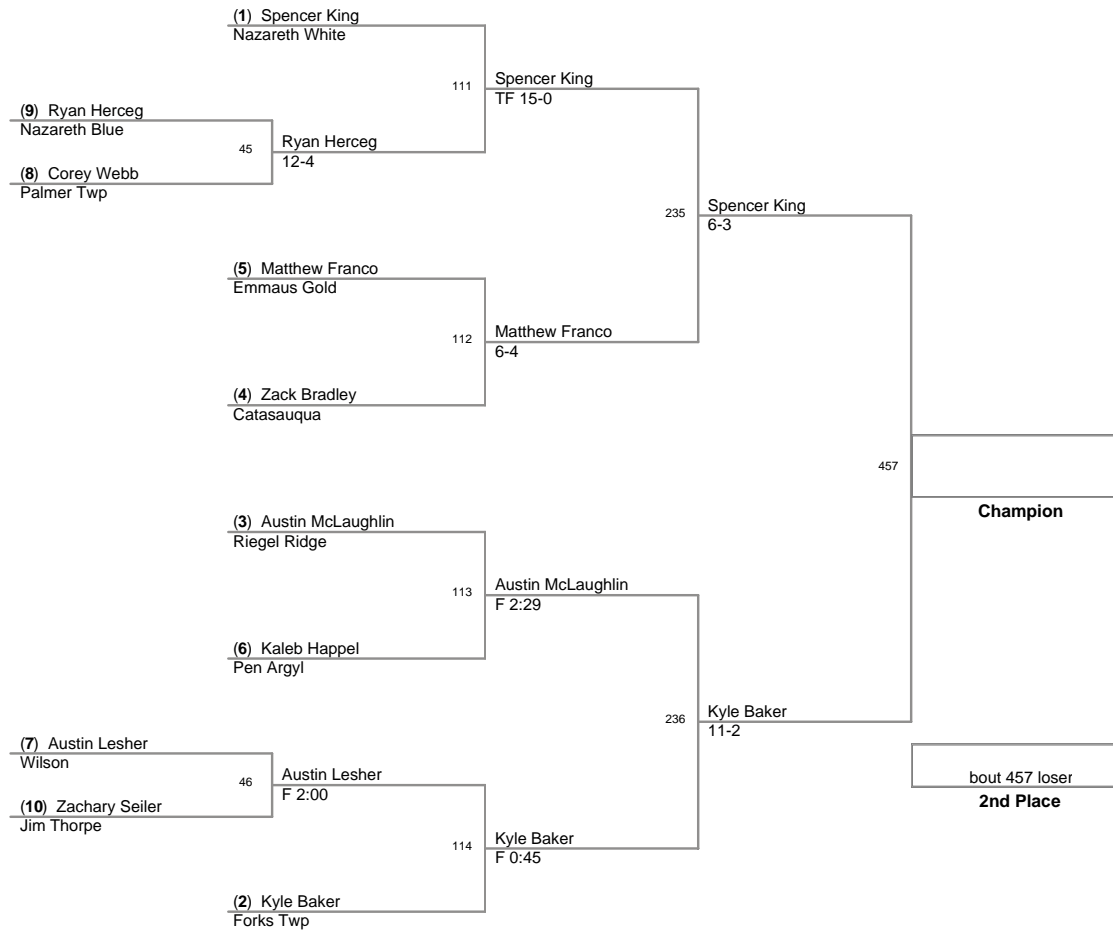 (1) Spencer King
Nazareth White
111
Spencer King
TF 15-0
(9) Ryan Herceg
Nazareth Blue
45
Ryan Herceg
12-4
(8) Corey Webb
Palmer Twp
235
Spencer King
6-3
(5) Matthew Franco
Emmaus Gold
112
Matthew Franco
6-4
(4) Zack Bradley
Catasauqua
457
Champion
(3) Austin McLaughlin
Riegel Ridge
113
Austin McLaughlin
F 2:29
(6) Kaleb Happel
Pen Argyl
236
Kyle Baker
11-2
(7) Austin Lesher
Wilson
46
Austin Lesher
F 2:00
(10) Zachary Seiler
Jim Thorpe
bout 457 loser
2nd Place
114
Kyle Baker
F 0:45
(2) Kyle Baker
Forks Twp